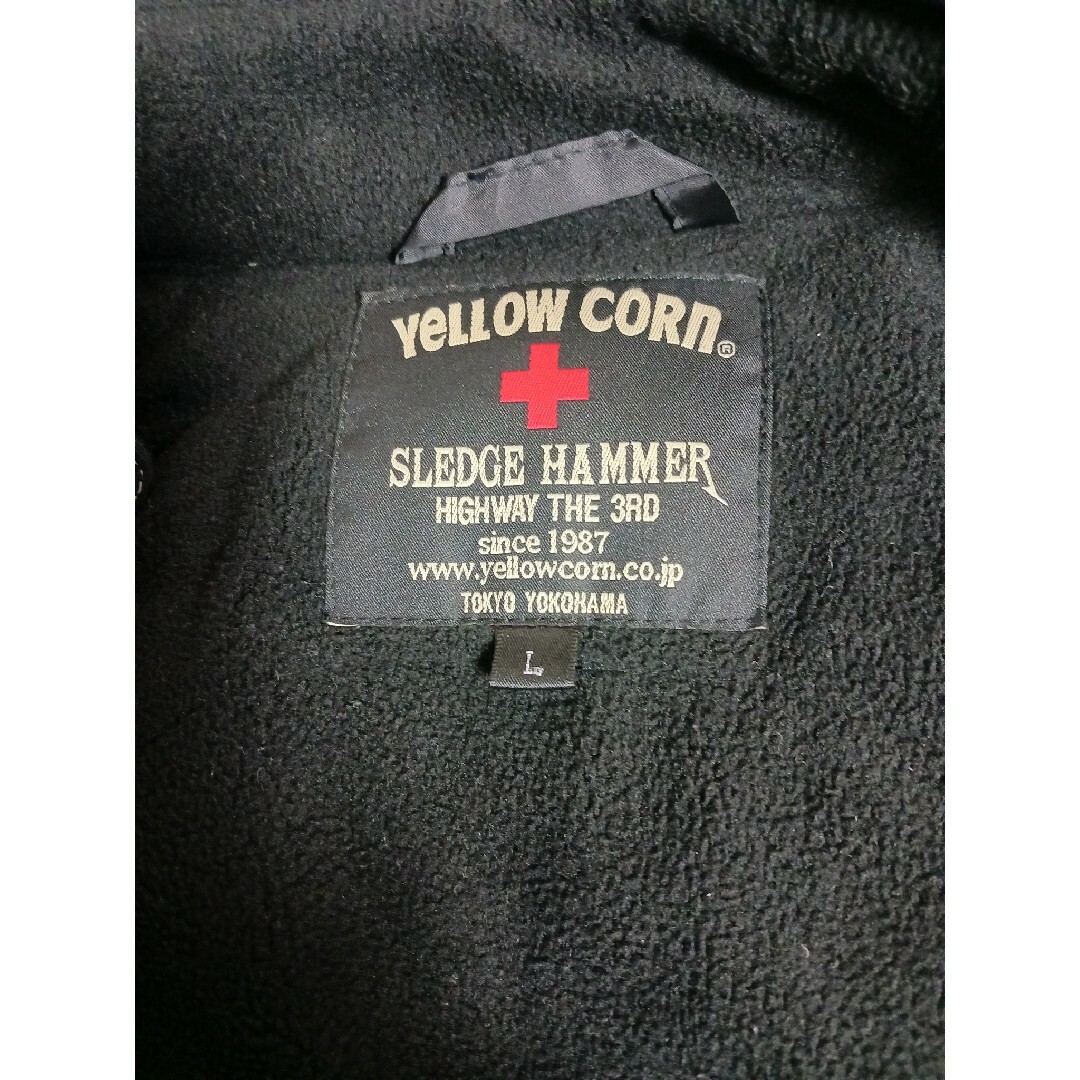 YeLLOW CORn®
SLEDGE HAMMER
HIGHWAY THE 3RD
since 1987
www.yellowcorn.co.jp
TOKYO YOKOHAMA
L